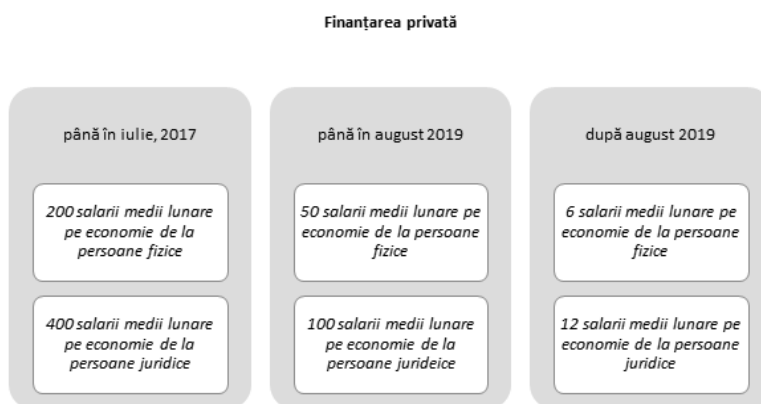 Finanțarea privată
până în iulie, 2017
200 salarii medii lunare
pe economie de la
persoane fizice
400 salarii medii lunare
pe economie de la
persoane juridice
până în august 2019
50 salarii medii lunare pe
economie de la persoane
fizice
100 salarii medii lunare
pe economie de la
persoane jurideice
după august 2019
6 salarii medii lunare pe
economie de la persoane
fizice
12 salarii medii lunare pe
economie de la persoane
juridice